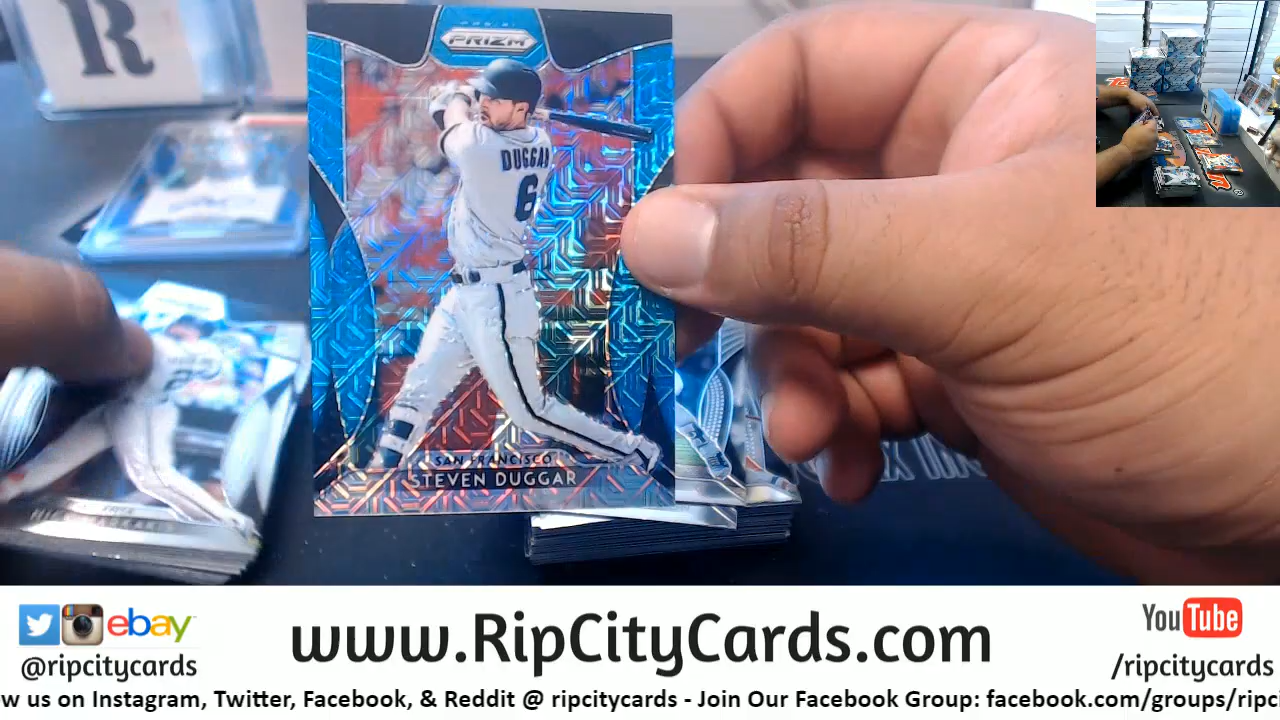 R
PRIZM
DUGGAR
6
SAN FRANCISCO
STEVEN DUGGAR
ebay
@ripcitycards
www.RipCityCards.com
YouTube
/ripcitycards
ow us on Instagram, Twitter, Facebook, & Reddit @ ripcitycards - Join Our Facebook Group: facebook.com/groups/ripci